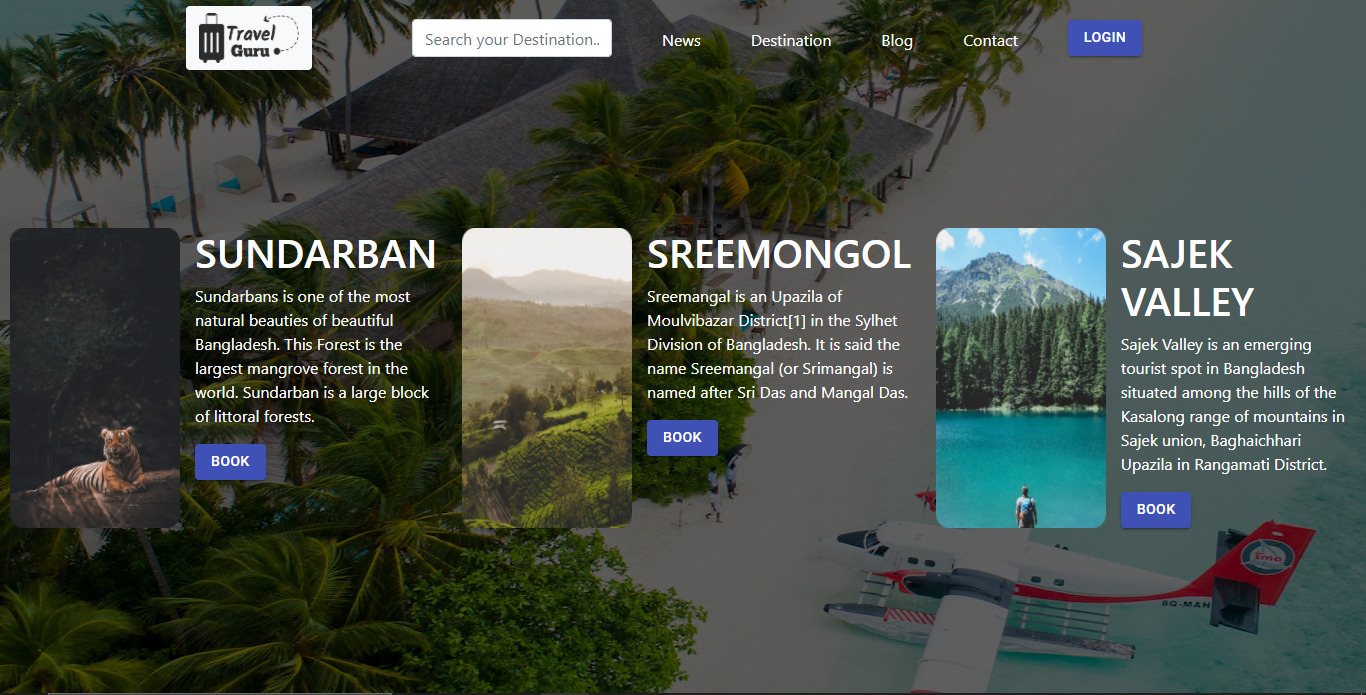 Travel
Guru
Search your Destination..
News
Destination
Blog
Contact
LOGIN
SUNDARBAN
Sundarbans is one of the most
natural beauties of beautiful
Bangladesh. This Forest is the
largest mangrove forest in the
world. Sundarban is a large block
of littoral forests.
BOOK
SREEMONGOL
Sreemangal is an Upazila of
Moulvibazar District[1] in the Sylhet
Division of Bangladesh. It is said the
name Sreemangal (or Srimangal) is
named after Sri Das and Mangal Das.
BOOK
SAJEK
VALLEY
Sajek Valley is an emerging
tourist spot in Bangladesh
situated among the hills of the
Kasalong range of mountains in
Sajek union, Baghaichhari
Upazila in Rangamati District.
BOOK
8Q-MAH